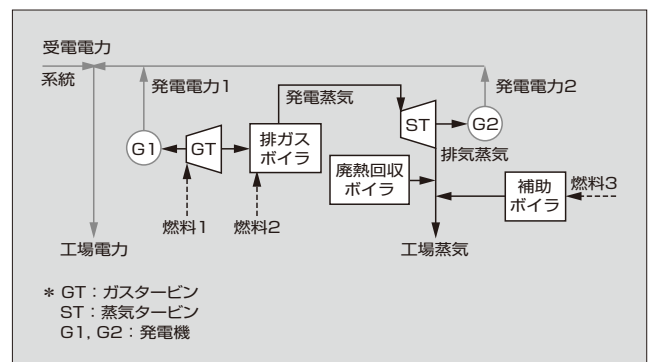 受電電力
系統
発電電力1
発電蒸気
発電電力2
G1
GT
排ガス
ボイラ
ST
G2
排気蒸気
廃熱回収
ボイラ
補助
ボイラ
燃料3
燃料1
燃料2
工場電力
工場蒸気
* GT：ガスタービン
ST：蒸気タービン
G1, G2：発電機